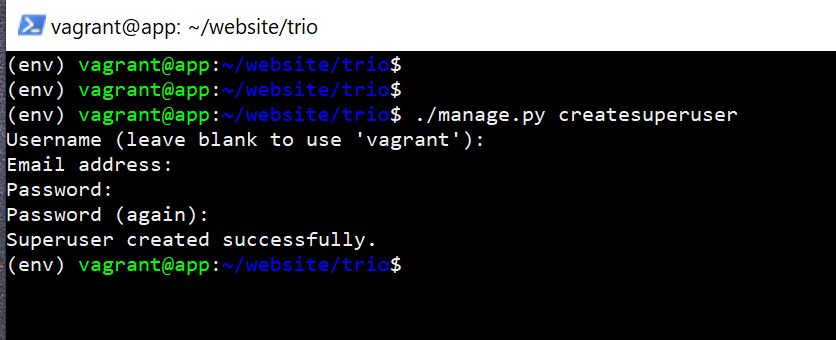 vagrant@app: ~/website/trio
(env) vagrant@app:~/website/trio$
(env) vagrant@app:~/website/trio$
(env) vagrant@app:~/website/trio$ ./manage.py createsuperuser
Username (leave blank to use 'vagrant'):
Email address:
Password:
Password (again):
Superuser created successfully.
(env) vagrant@app:~/website/trio$